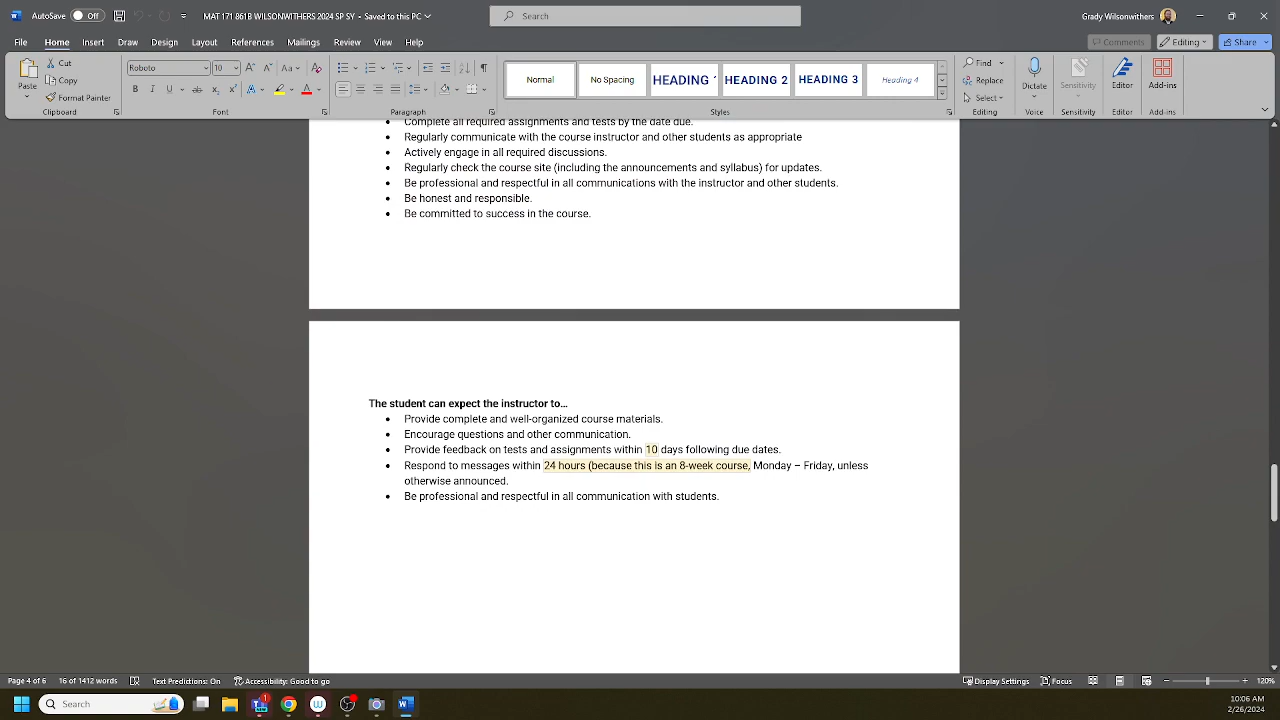 AutoSave Off MAT 171 861B WILSONWITHERS 2024 SP SY • Saved to this PC Search Grady Wilsonwithers
File Home Insert Draw Design Layout References Mailings Review View Help Comments Editing Share
Paste Cut Copy Format Painter Clipboard
Roboto 10 Aa B I U ab x₂ x² A A Font
Paragraph
Normal No Spacing HEADING 1 HEADING 2 HEADING 3 Heading 4 Styles
Find Replace Select Editing
Dictate Voice
Sensitivity Sensitivity
Editor Editor
Add-ins Add-ins
• Complete all required assignments and tests by the date due.
• Regularly communicate with the course instructor and other students as appropriate
• Actively engage in all required discussions.
• Regularly check the course site (including the announcements and syllabus) for updates.
• Be professional and respectful in all communications with the instructor and other students.
• Be honest and responsible.
• Be committed to success in the course.
The student can expect the instructor to…
• Provide complete and well-organized course materials.
• Encourage questions and other communication.
• Provide feedback on tests and assignments within 10 days following due dates.
• Respond to messages within 24 hours (because this is an 8-week course, Monday – Friday, unless
otherwise announced.
• Be professional and respectful in all communication with students.
Page 4 of 6 16 of 1412 words Text Predictions: On Accessibility: Good to go Display Settings Focus 120%
Search 10:06 AM
2/26/2024